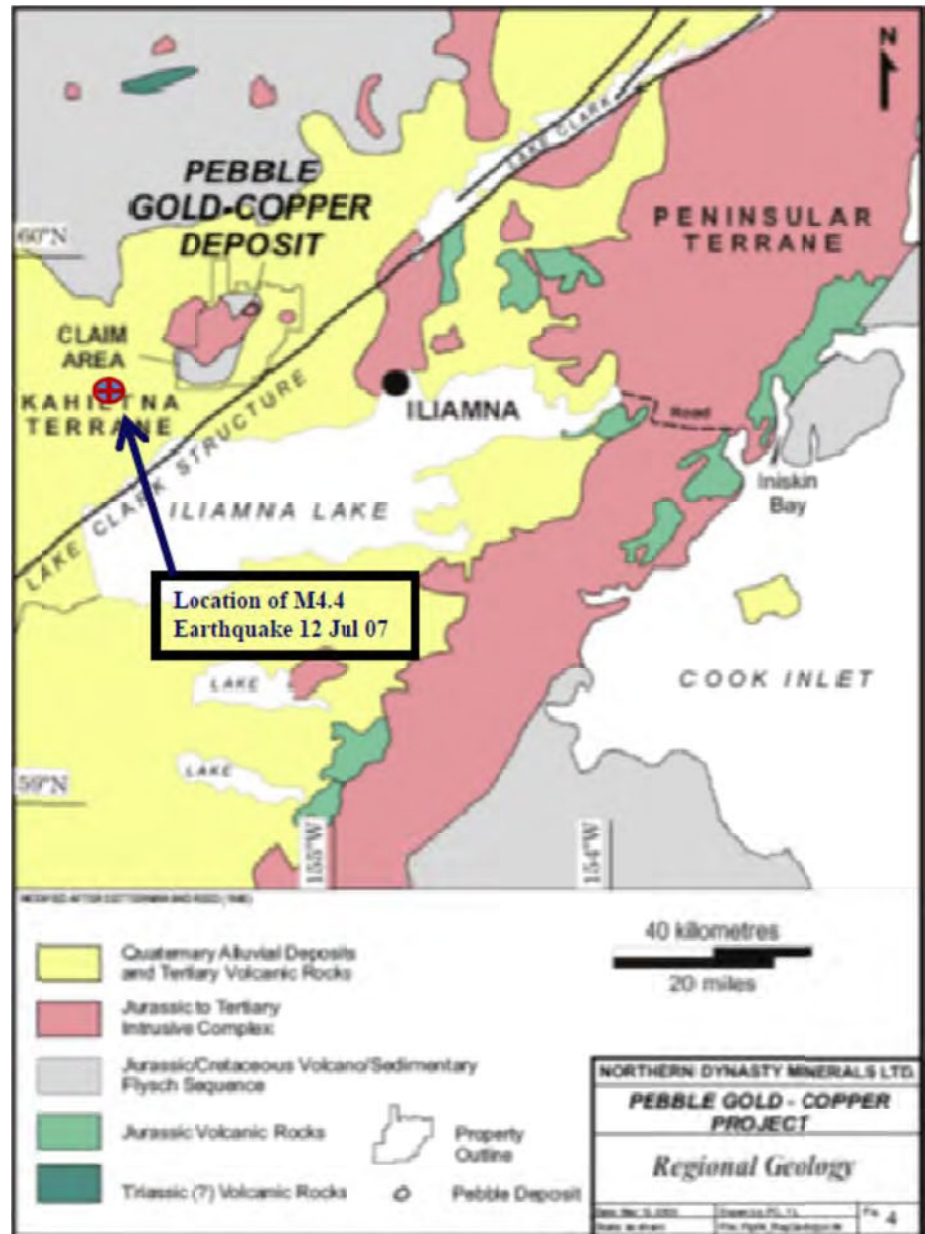 N
LAKE CLARK
PEBBLE
GOLD-COPPER
DEPOSIT
PENINSULAR
TERRANE
60°N
CLAIM
AREA
KAHILTNA
TERRANE
ILIAMNA
Road
Iniskin
Bay
LAKE CLARK STRUCTURE
ILIAMNA LAKE
Location of M4.4
Earthquake 12 Jul 07
COOK INLET
LAKE
LAKE
59°N
155°W
154°W
Quaternary Alluvial Deposits
and Tertiary Volcanic Rocks
Jurassic to Tertiary
Intrusive Complex
Jurassic/Cretaceous Volcano/Sedimentary
Flysch Sequence
Jurassic Volcanic Rocks
Triassic (?) Volcanic Rocks
Property
Outline
Pebble Deposit
40 kilometres
20 miles
NORTHERN DYNASTY MINERALS LTD.
PEBBLE GOLD - COPPER
PROJECT
Regional Geology
4